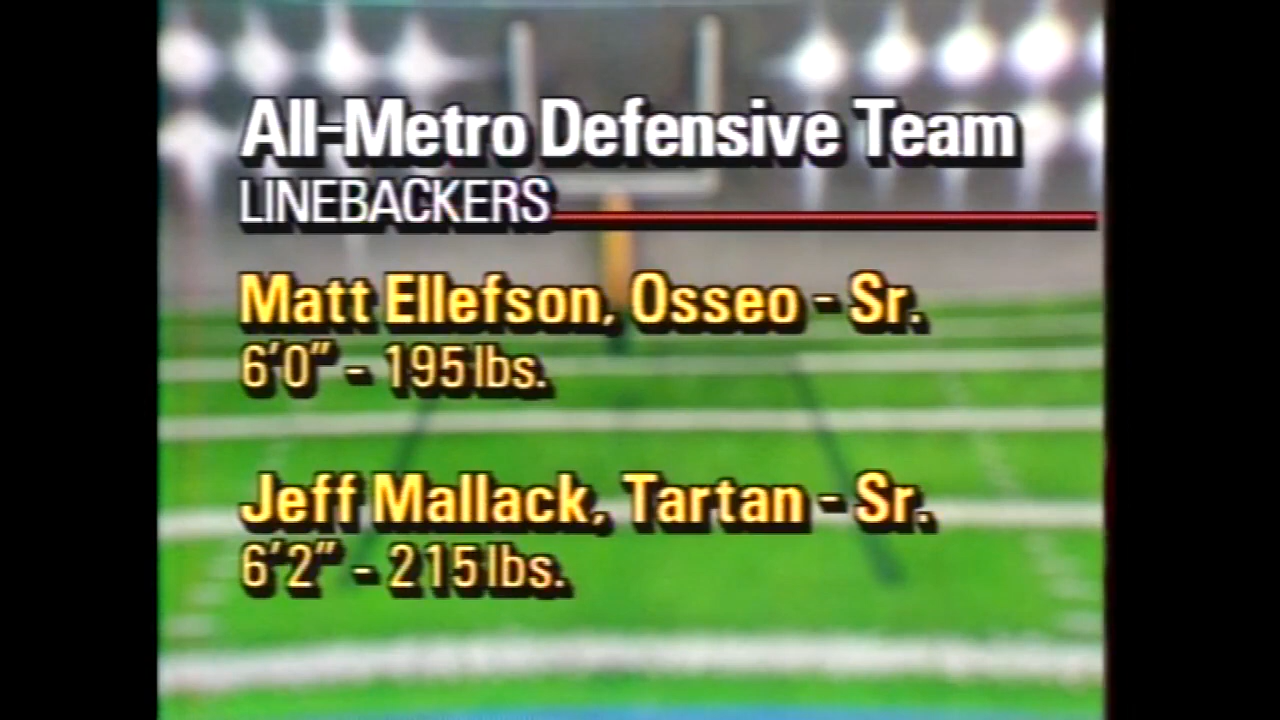 All-Metro Defensive Team
LINEBACKERS
Matt Ellefson, Osseo - Sr.
6'0" - 195 lbs.
Jeff Mallack, Tartan - Sr.
6'2" - 215 lbs.